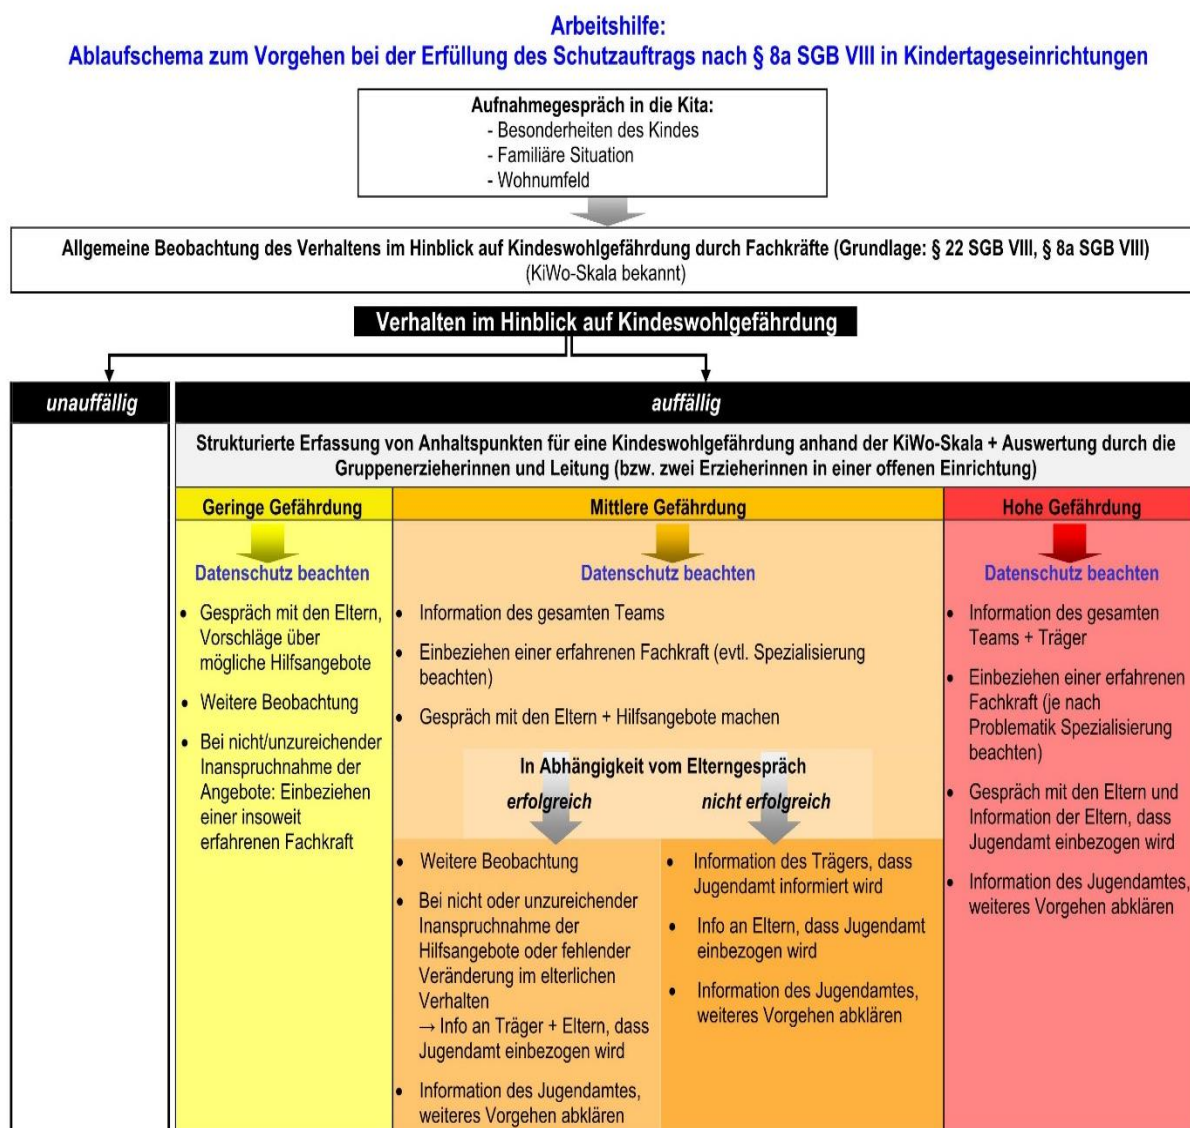 Arbeitshilfe:
Ablaufschema zum Vorgehen bei der Erfüllung des Schutzauftrags nach § 8a SGB VIII in Kindertageseinrichtungen
Aufnahmegespräch in die Kita:
- Besonderheiten des Kindes
- Familiäre Situation
- Wohnumfeld
Allgemeine Beobachtung des Verhaltens im Hinblick auf Kindeswohlgefährdung durch Fachkräfte (Grundlage: § 22 SGB VIII, § 8a SGB VIII)
(KiWo-Skala bekannt)
Verhalten im Hinblick auf Kindeswohlgefährdung
unauffällig
auffällig
Strukturierte Erfassung von Anhaltspunkten für eine Kindeswohlgefährdung anhand der KiWo-Skala + Auswertung durch die
Gruppenerzieherinnen und Leitung (bzw. zwei Erzieherinnen in einer offenen Einrichtung)
Geringe Gefährdung
Datenschutz beachten
• Gespräch mit den Eltern,
Vorschläge über
mögliche Hilfsangebote
• Weitere Beobachtung
• Bei nicht/unzureichender
Inanspruchnahme der
Angebote: Einbeziehen
einer insoweit
erfahrenen Fachkraft
Mittlere Gefährdung
Datenschutz beachten
• Information des gesamten Teams
• Einbeziehen einer erfahrenen Fachkraft (evtl. Spezialisierung
beachten)
• Gespräch mit den Eltern + Hilfsangebote machen
In Abhängigkeit vom Elterngespräch
erfolgreich
nicht erfolgreich
• Weitere Beobachtung
• Bei nicht oder unzureichender
Inanspruchnahme der
Hilfsangebote oder fehlender
Veränderung im elterlichen
Verhalten
→ Info an Träger + Eltern, dass
Jugendamt einbezogen wird
• Information des Jugendamtes,
weiteres Vorgehen abklären
• Information des Trägers, dass
Jugendamt informiert wird
• Info an Eltern, dass Jugendamt
einbezogen wird
• Information des Jugendamtes,
weiteres Vorgehen abklären
Hohe Gefährdung
Datenschutz beachten
• Information des gesamten
Teams + Träger
• Einbeziehen einer erfahrenen
Fachkraft (je nach
Problematik Spezialisierung
beachten)
• Gespräch mit den Eltern und
Information der Eltern, dass
Jugendamt einbezogen wird
• Information des Jugendamtes,
weiteres Vorgehen abklären